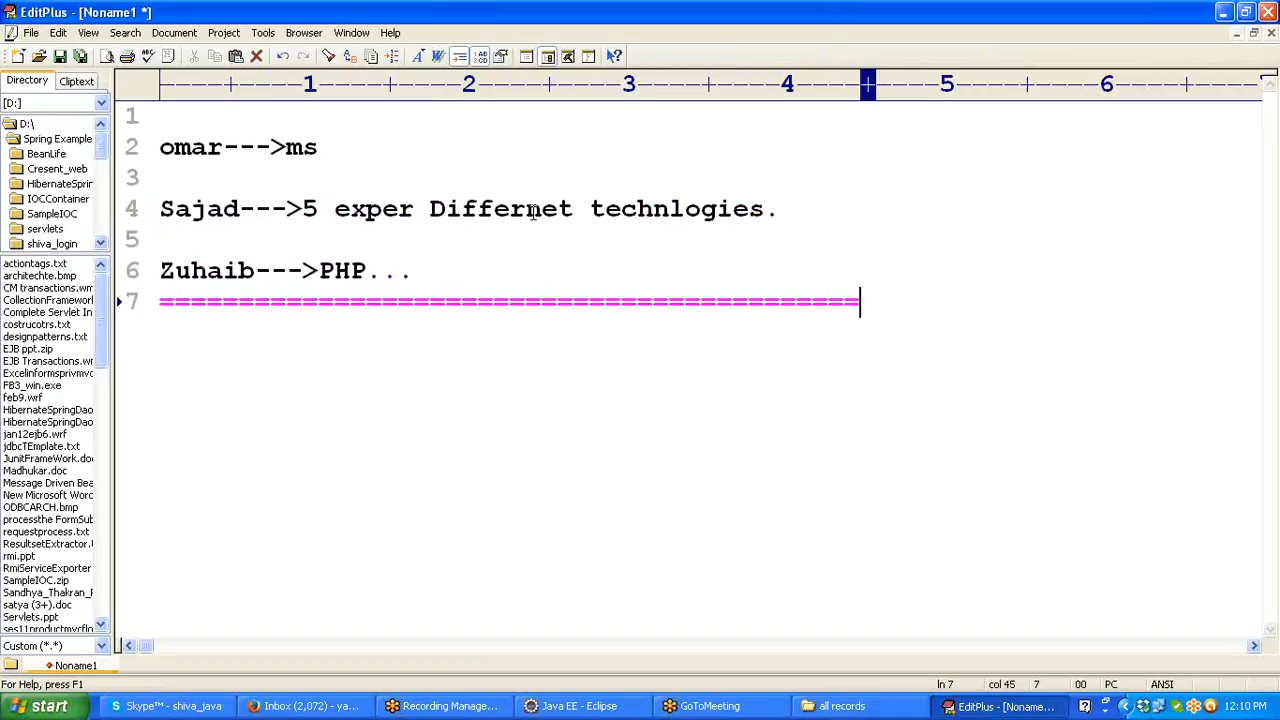 EditPlus - [Noname1 *]
File Edit View Search Document Project Tools Browser Window Help
Directory Cliptext
----+----1----+----2----+----3----+----4----+----5----+----6----+----
[D:]
D:\
Spring Example
BeanLife
Cresent_web
HibernateSprin
IOCContainer
SampleIOC
servlets
shiva_login
1
2 omar--->ms
3
4 Sajad--->5 exper Differnet technlogies.
5
6 Zuhaib--->PHP...
7 ============================================
actiontags.txt
architechte.bmp
CM transactions.wr
CollectionFramework
Complete Servlet In
costrucotrs.txt
designpatterns.txt
EJB ppt.zip
EJB Transactions.wr
Excelinformsprivmvc
FB3_win.exe
feb9.wrf
HibernateSpringDao
HibernateSpringDao
jan12ejb6.wrf
jdbcTEmplate.txt
JunitFrameWork.do
Madhukar.doc
Message Driven Bea
New Microsoft Word
ODBCARCH.bmp
processthe FormSub
requestprocess.txt
ResultsetExtractor.
rmi.ppt
RmiServiceExporter
SampleIOC.zip
Sandhya_Thakran_R
satya (3+).doc
Servlets.ppt
ses11productmycflo
Custom (*.*)
Noname1
For Help, press F1 ln 7 col 45 7 00 PC ANSI
start Skype™ - shiva_java Inbox (2,072) - ya... Recording Manage... Java EE - Eclipse GoToMeeting all records EditPlus - [Noname... 12:10 PM